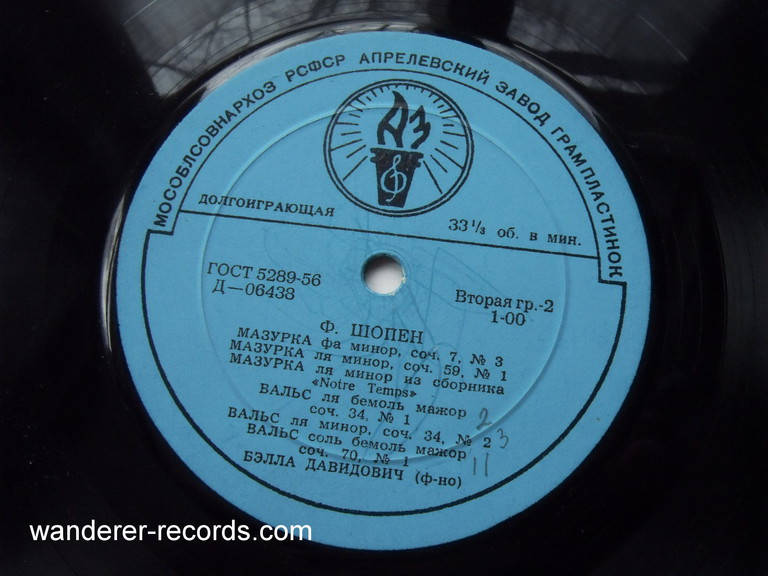 МОСОБЛСОВНАРХОЗ РСФСР АПРЕЛЕВСКИЙ ЗАВОД ГРАМПЛАСТИНОК
АЗ
ДОЛГОИГРАЮЩАЯ 33 1/3 об. в мин.
ГОСТ 5289-56 Вторая гр.-2
Д—06438 1-00
Ф. ШОПЕН
МАЗУРКА фа минор, соч. 7, № 3
МАЗУРКА ля минор, соч. 59, № 1
МАЗУРКА ля минор из сборника
«Notre Temps»
ВАЛЬС ля бемоль мажор 2
соч. 34, № 1
ВАЛЬС ля минор, соч. 34, № 2 3
ВАЛЬС соль бемоль мажор 11
соч. 70, № 1
БЭЛЛА ДАВИДОВИЧ (ф-но)
wanderer-records.com